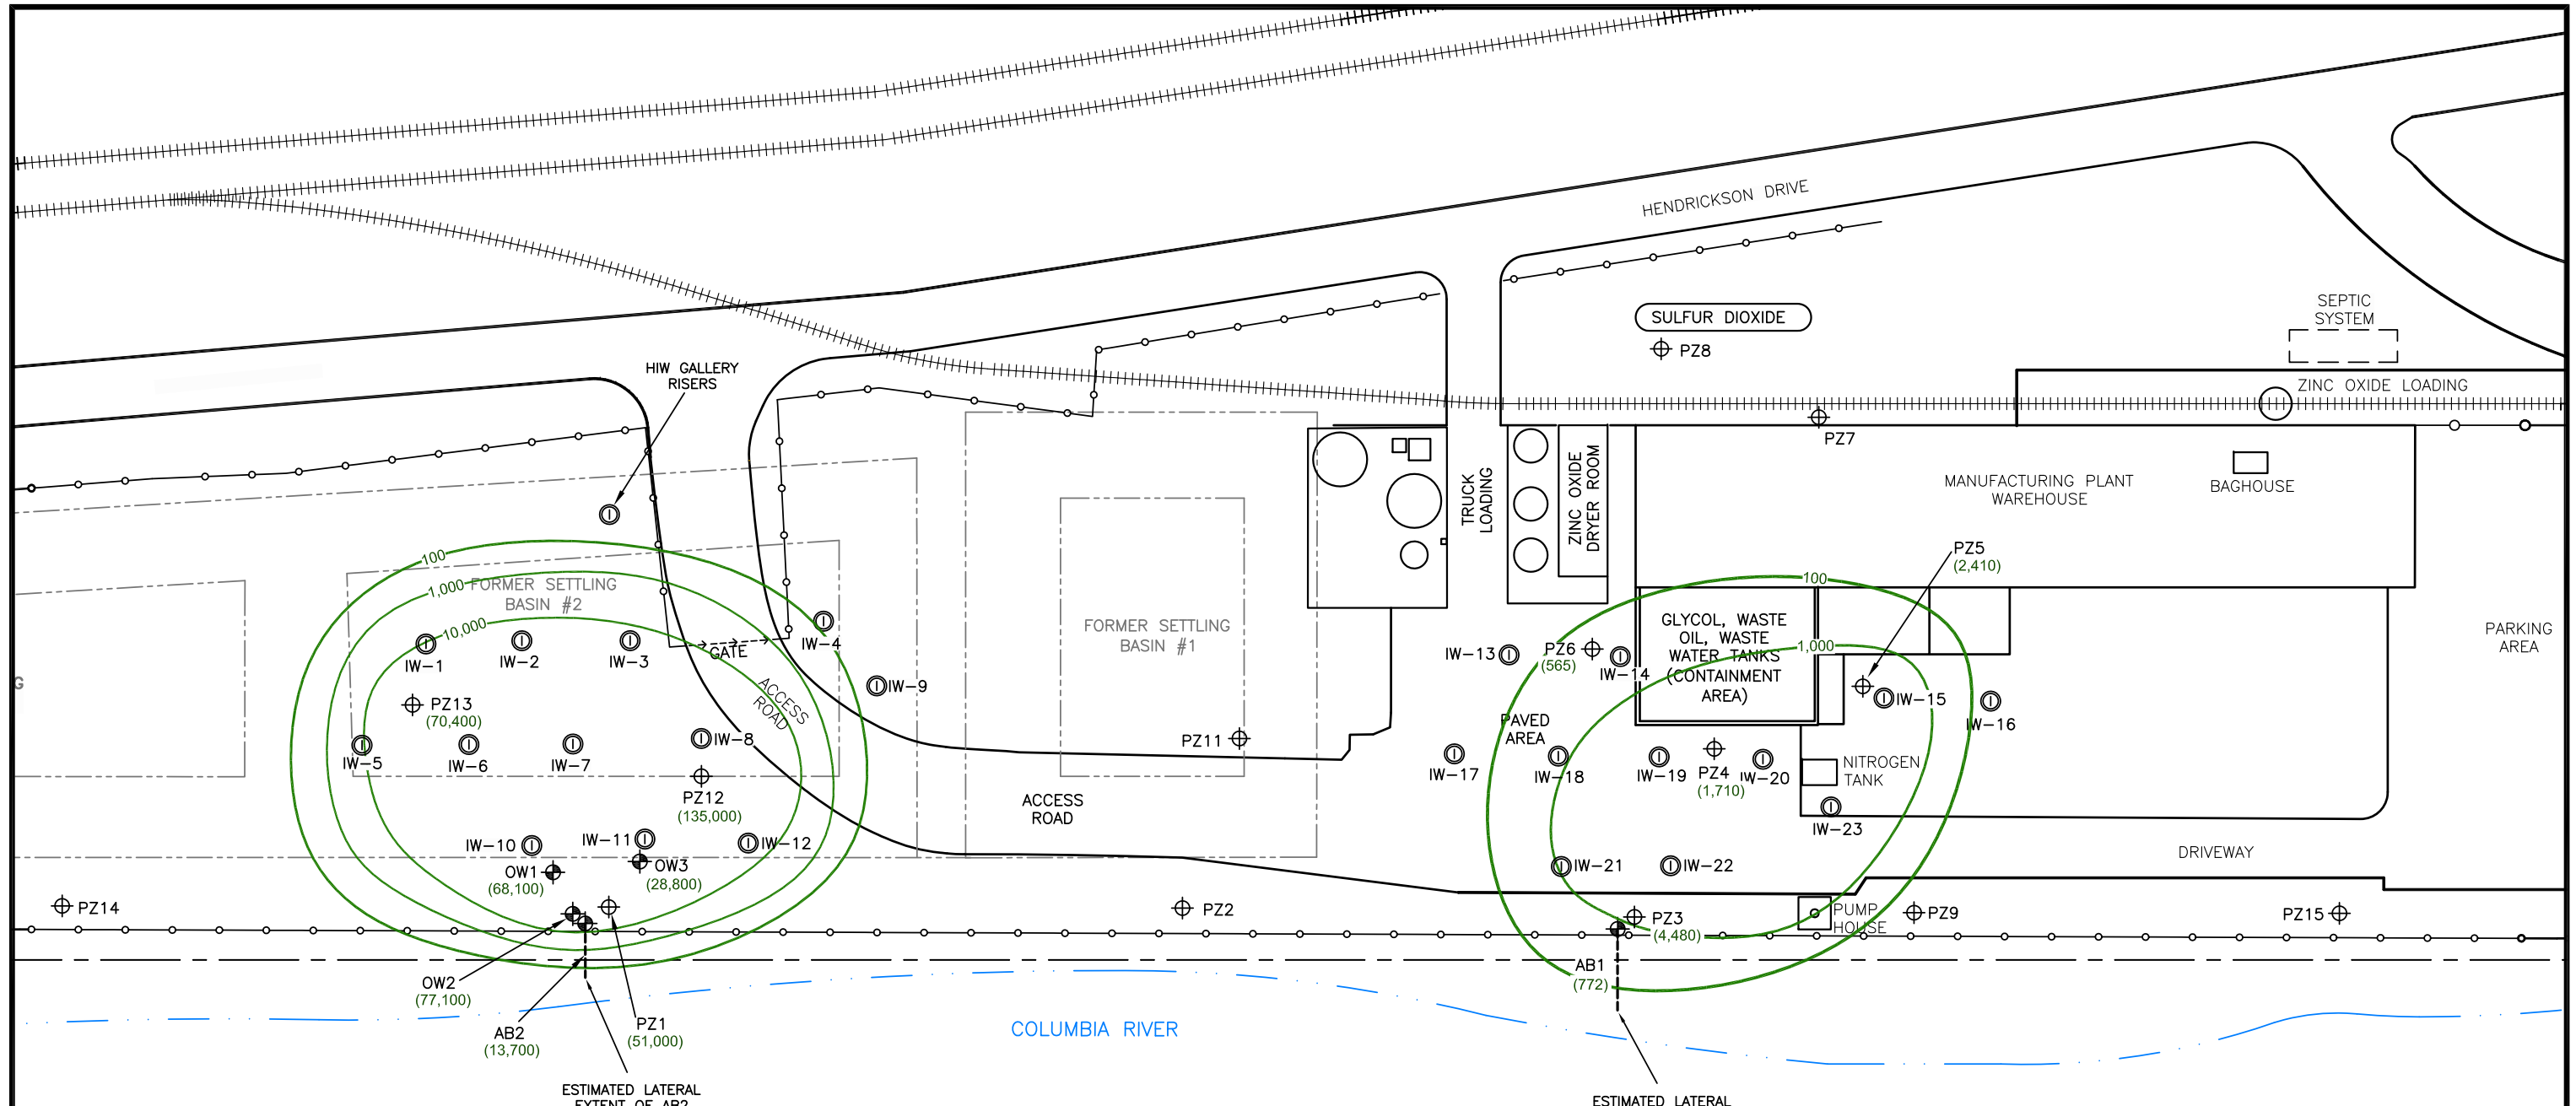 HENDRICKSON DRIVE
SEPTIC
SYSTEM
SULFUR DIOXIDE
PZ8
HIW GALLERY
RISERS
ZINC OXIDE LOADING
PZ7
TRUCK
LOADING
ZINC OXIDE
DRYER ROOM
MANUFACTURING PLANT
WAREHOUSE
BAGHOUSE
100
1,000
10,000
FORMER SETTLING
BASIN #2
IW-1
IW-2
IW-3
GATE
IW-4
FORMER SETTLING
BASIN #1
PZ5
(2,410)
100
1,000
GLYCOL, WASTE
OIL, WASTE
WATER TANKS
(CONTAINMENT
AREA)
PARKING
AREA
IW-13
PZ6
(565)
IW-14
G
PZ13
(70,400)
ACCESS
ROAD
IW-9
IW-15
IW-16
PAVED
AREA
IW-5
IW-6
IW-7
IW-8
PZ11
IW-17
IW-18
IW-19
PZ4
(1,710)
IW-20
NITROGEN
TANK
PZ12
(135,000)
ACCESS
ROAD
IW-23
IW-10
IW-11
IW-12
OW1
(68,100)
OW3
(28,800)
IW-21
IW-22
DRIVEWAY
PZ14
PZ2
PZ3
(4,480)
PUMP
HOUSE
PZ9
PZ15
OW2
(77,100)
AB1
(772)
AB2
(13,700)
PZ1
(51,000)
COLUMBIA RIVER
ESTIMATED LATERAL
EXTENT OF AB2
ESTIMATED LATERAL